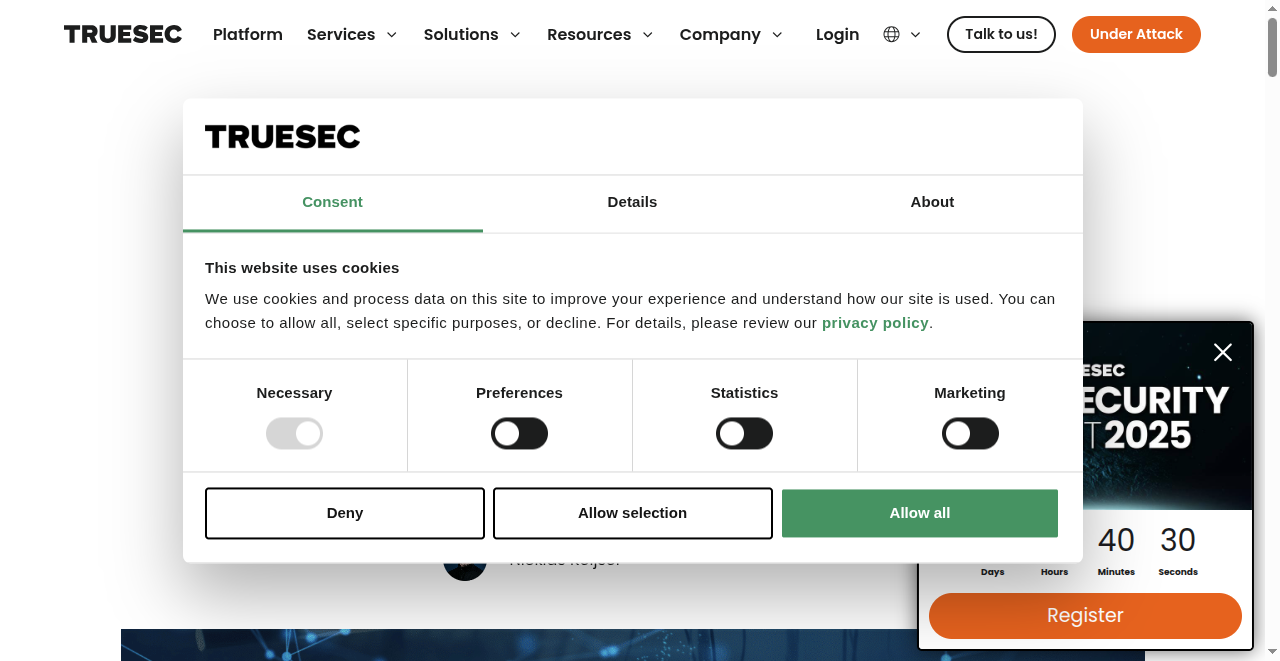 TRUESEC Platform Services Solutions Resources Company Login Talk to us! Under Attack
TRUESEC
Consent Details About
This website uses cookies
We use cookies and process data on this site to improve your experience and understand how our site is used. You can
choose to allow all, select specific purposes, or decline. For details, please review our privacy policy.
Necessary Preferences Statistics Marketing
Deny Allow selection Allow all
2025
40 30
Days Hours Minutes Seconds
Register